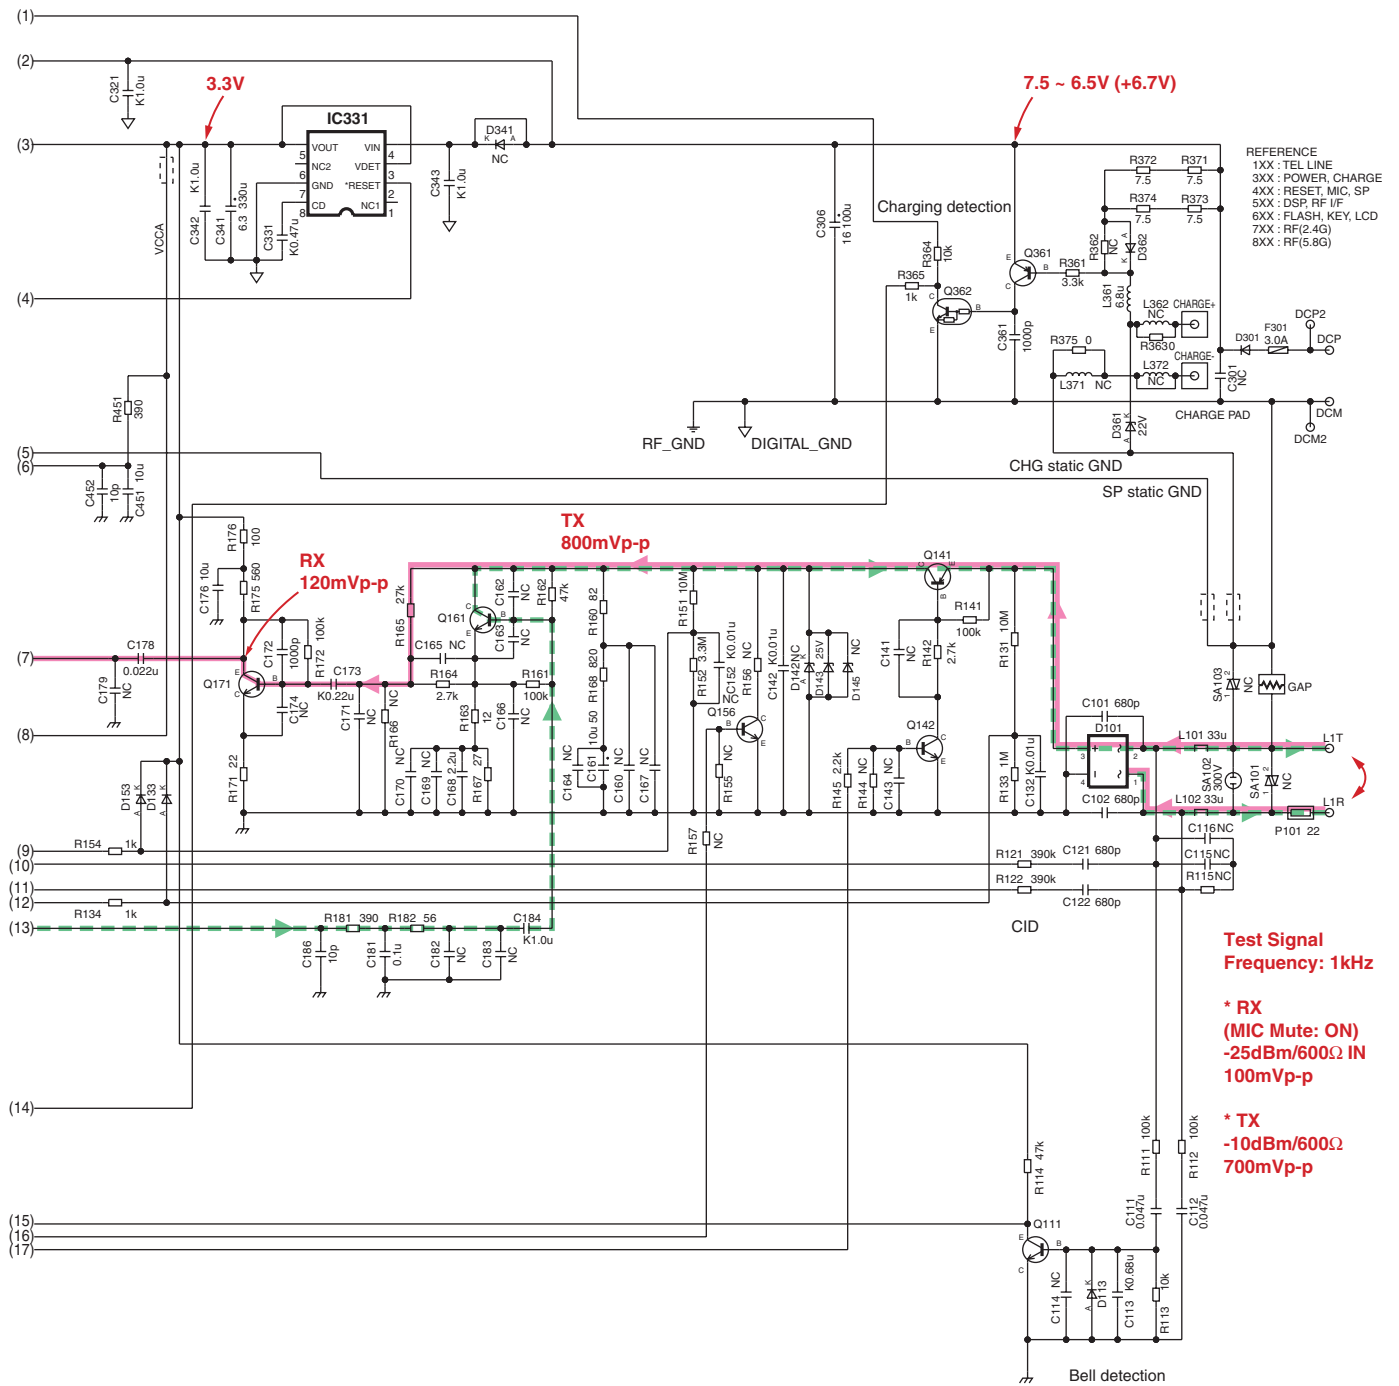 (1)
(2)
C321
K1.0u
3.3V
7.5 ~ 6.5V (+6.7V)
IC331
(3)
VOUT
VIN
5
4
NC2
VDET
6
3
GND
*RESET
7
2
CD
NC1
8
1
D341
K
A
NC
C343
K1.0u
VCCA
K1.0u
C342
C341
6.3 330u
C331
K0.47u
C306
16 100u
Charging detection
R364
10k
R365
1k
Q362
C
B
E
Q361
E
B
C
R361
3.3k
C361
1000p
R372
7.5
R371
7.5
R374
7.5
R373
7.5
R362
NC
A
K
D362
L361
6.8u
L362
NC
CHARGE+
R3630
R375 0
L371
NC
L372
NC
CHARGE-
D301
F301
3.0A
DCP2
DCP
C301
NC
CHARGE PAD
DCM
DCM2
REFERENCE
1XX : TEL LINE
3XX : POWER, CHARGE
4XX : RESET, MIC, SP
5XX : DSP, RF I/F
6XX : FLASH, KEY, LCD
7XX : RF(2.4G)
8XX : RF(5.8G)
(4)
R451
390
RF_GND
DIGITAL_GND
D361
K
A
22V
CHG static GND
SP static GND
(5)
(6)
C452
10p
C451
10u
R176
100
C176 10u
R175 560
RX
120mVp-p
TX
800mVp-p
27k
R165
Q161
C
B
E
C162
NC
C163
NC
R162
47k
R160 82
R168 820
R151 10M
R152 3.3M
C152 K0.01u
NC
R156 NC
C142 K0.01u
D142NC
A
K
D143
25V
D145
NC
Q141
C
E
B
R141
100k
C141
NC
R142
2.7k
R131 10M
(7)
C178
0.022u
C179
NC
C172
1000p
R172
100k
Q171
E
B
C
C174
NC
C173
K0.22u
C171
NC
R166
NC
C165 NC
R164
2.7k
R163
12
R161
100k
C166
NC
C170
NC
C169
NC
C168 2.2u
R167 27
C164 NC
C161 10u 50
C160
NC
C167
NC
Q156
B
C
E
R155
NC
R145 2.2k
R144 NC
C143 NC
Q142
B
C
E
R133 1M
C132 K0.01u
C101 680p
D101
3
2
4
1
C102 680p
L101 33u
L102 33u
SA103
1
2
NC
GAP
SA102
300V
SA101
1
2
NC
L1T
L1R
P101 22
(8)
R171 22
D153
A
K
D133
A
K
(9)
R154
1k
(10)
R157
NC
R121 390k
C121 680p
(11)
R122 390k
C122 680p
C116NC
C115NC
R115NC
(12)
R134
1k
(13)
R181 390
R182 56
C184
K1.0u
C186
10p
C181
0.1u
C182
NC
C183
NC
CID
Test Signal
Frequency: 1kHz
* RX
(MIC Mute: ON)
-25dBm/600Ω IN
100mVp-p
* TX
-10dBm/600Ω
700mVp-p
(14)
R114 47k
R111 100k
R112 100k
C111
0.047u
C112
0.047u
(15)
(16)
(17)
Q111
E
B
C
C114 NC
D113
A
K
C113 K0.68u
R113 10k
Bell detection